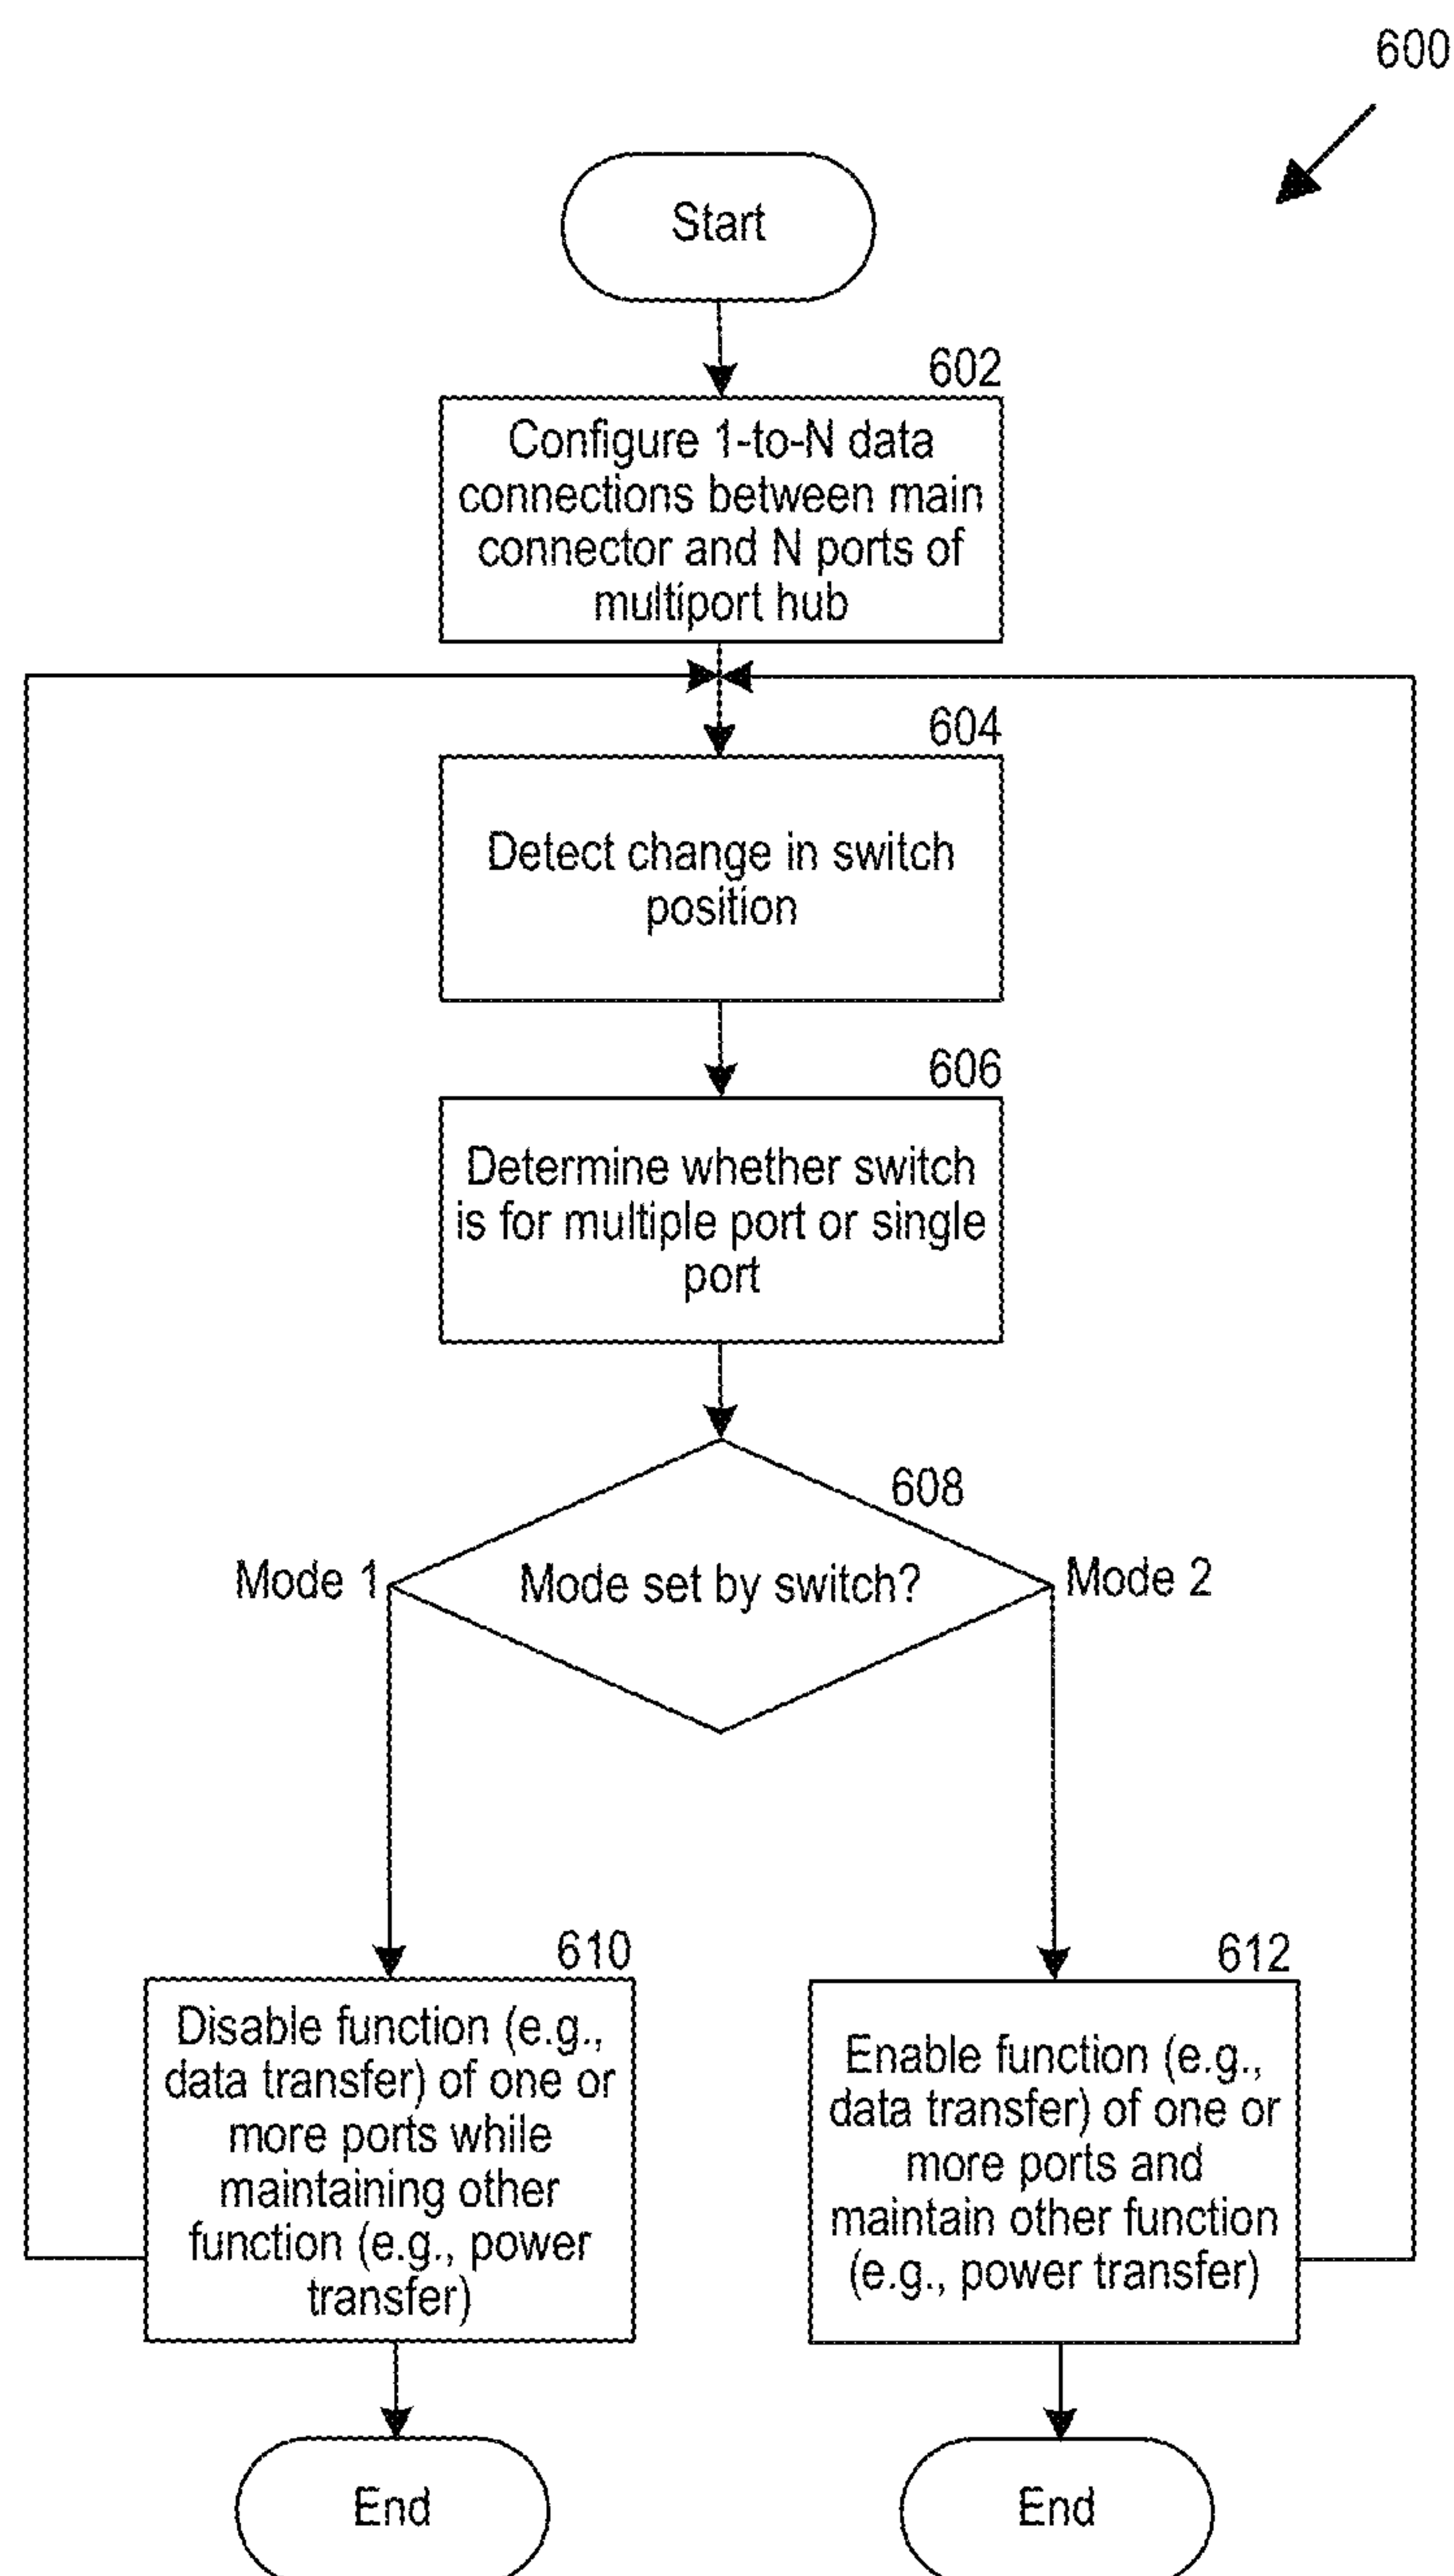 600
Start
602
Configure 1-to-N data
connections between main
connector and N ports of
multiport hub
604
Detect change in switch
position
606
Determine whether switch
is for multiple port or single
port
608
Mode 1
Mode set by switch?
Mode 2
610
Disable function (e.g.,
data transfer) of one or
more ports while
maintaining other
function (e.g., power
transfer)
612
Enable function (e.g.,
data transfer) of one or
more ports and
maintain other function
(e.g., power transfer)
End
End